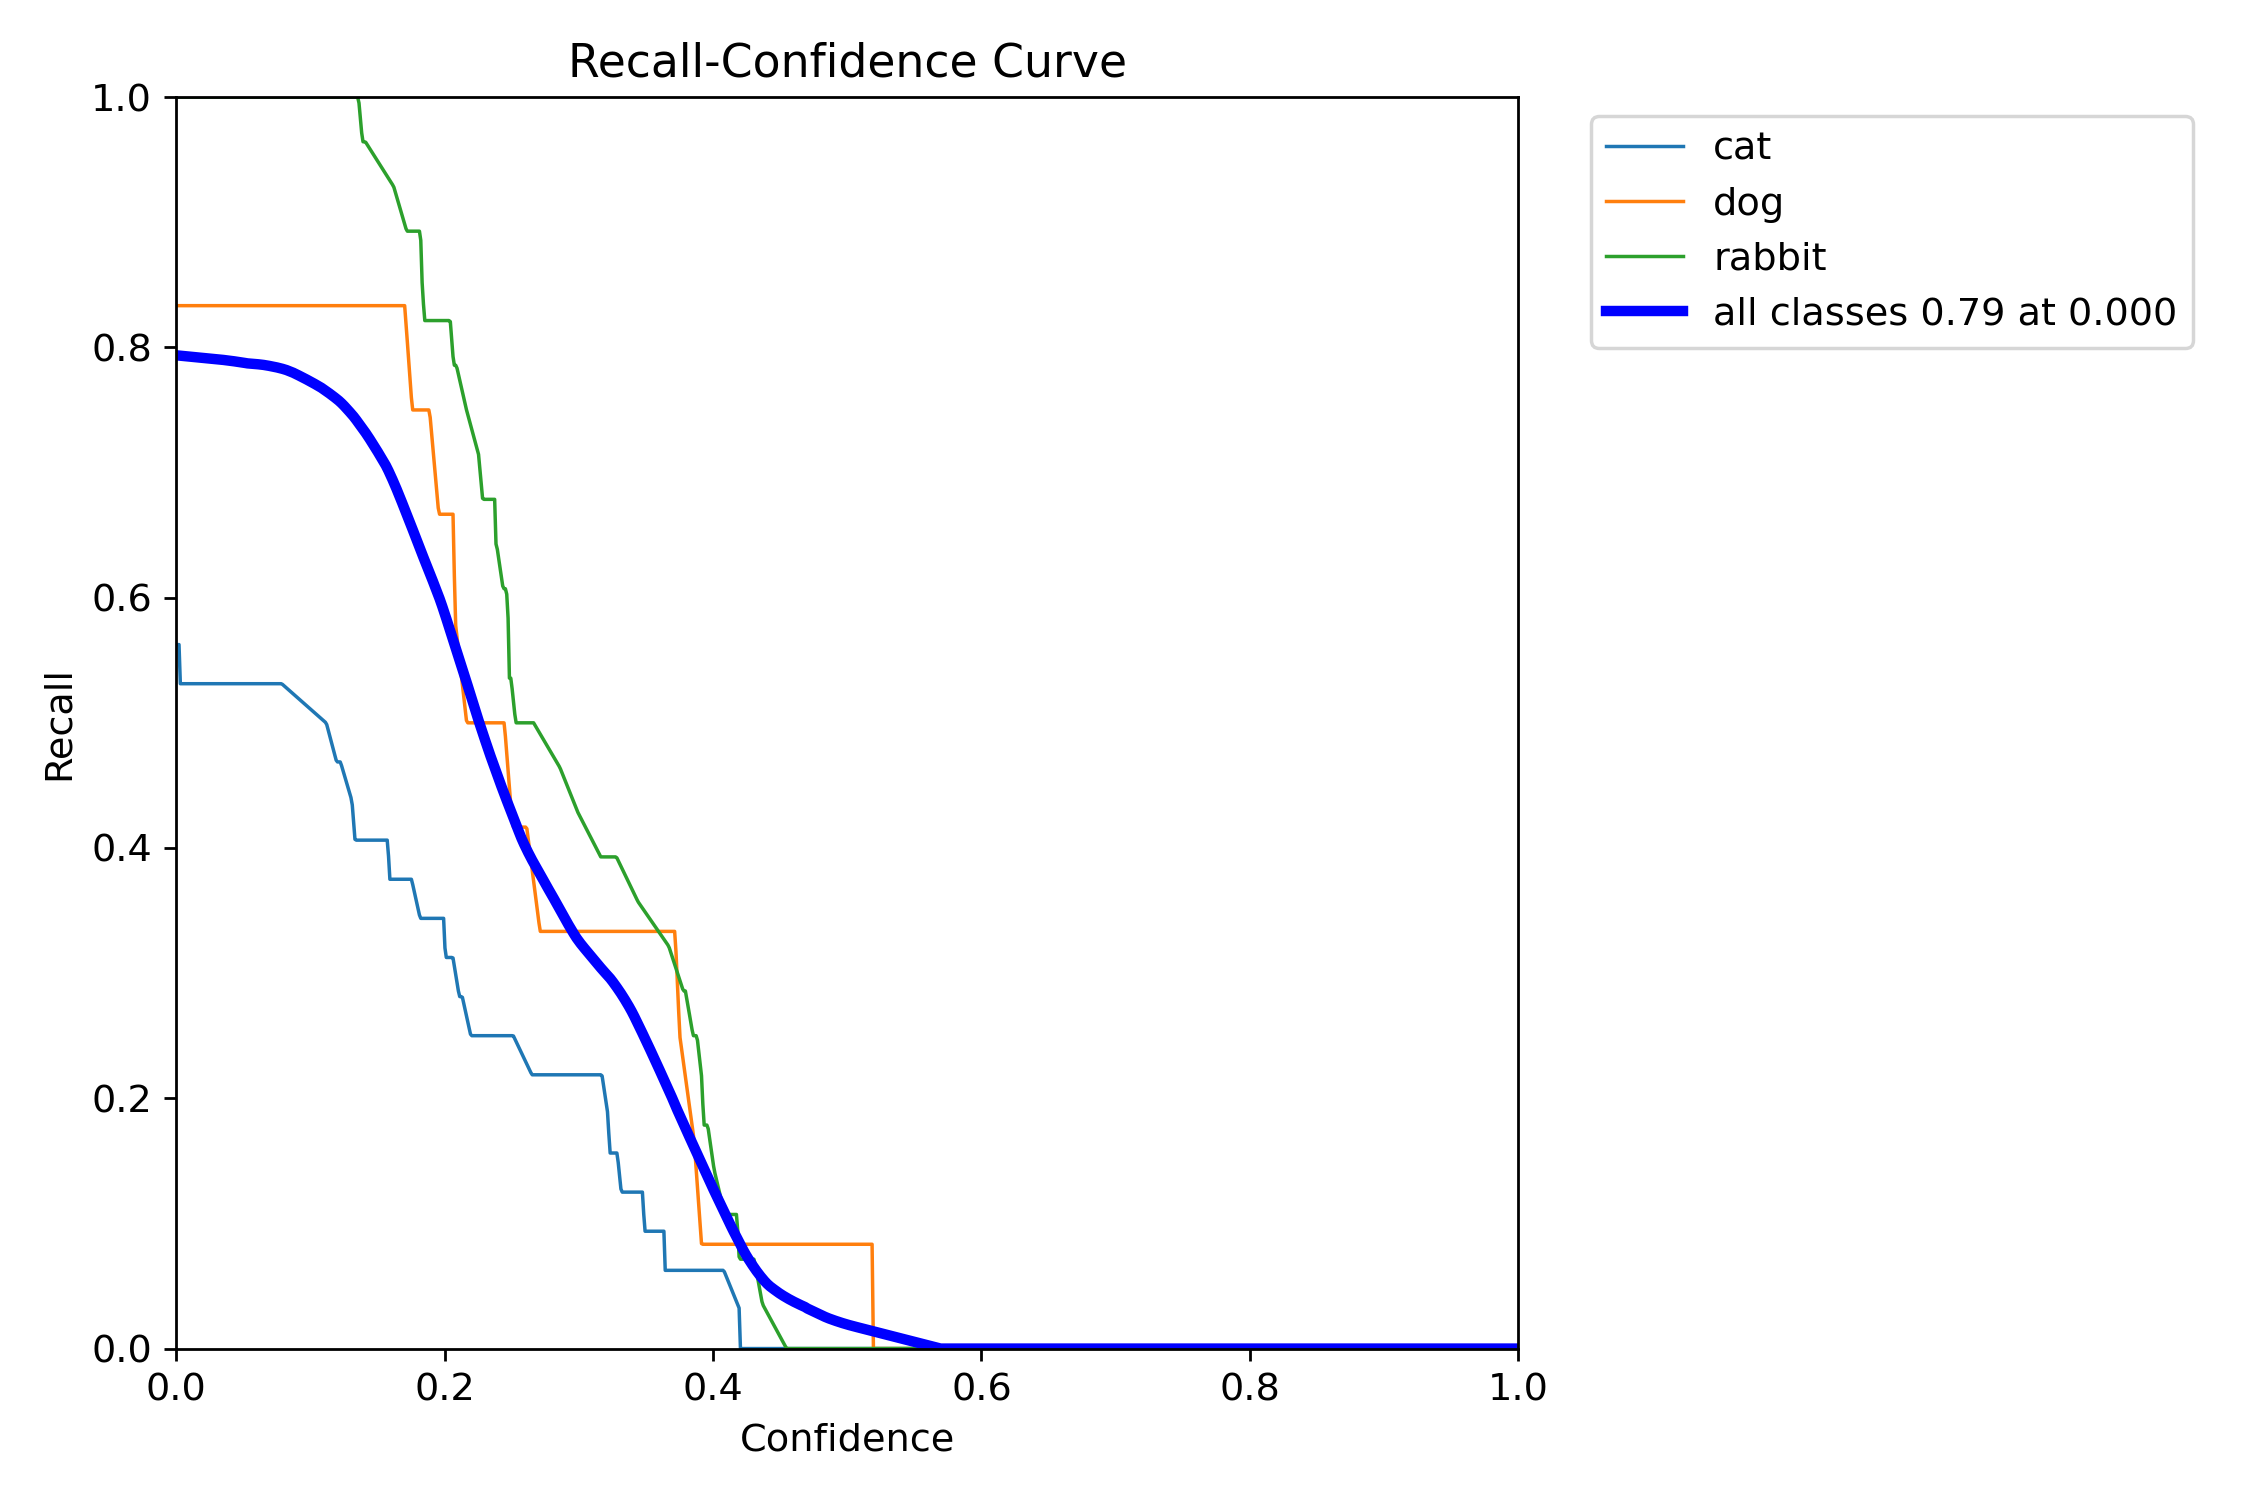 Recall-Confidence Curve
1.0
0.8
0.6
0.4
0.2
0.0
Recall
0.0 0.2 0.4 0.6 0.8 1.0
Confidence
cat
dog
rabbit
all classes 0.79 at 0.000